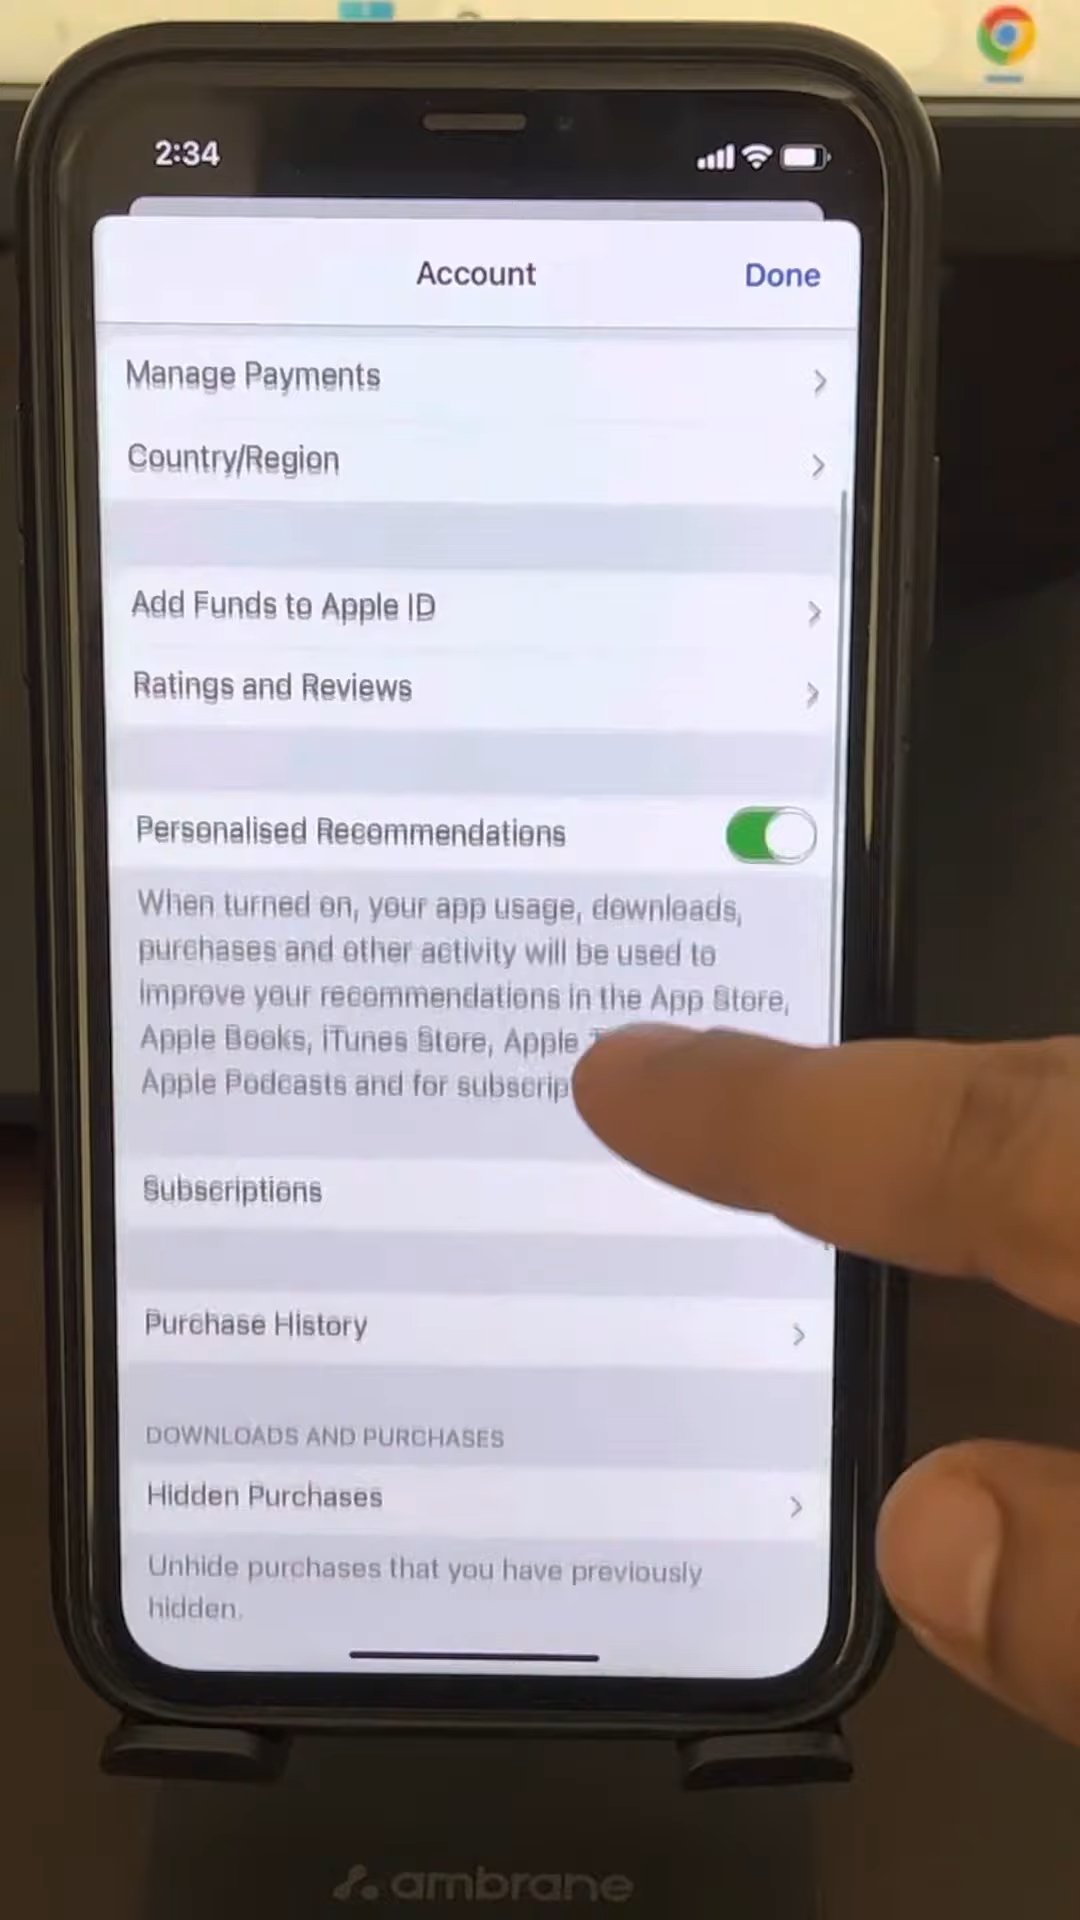 2:34
Account
Done
Manage Payments
Country/Region
Add Funds to Apple ID
Ratings and Reviews
Personalised Recommendations
When turned on, your app usage, downloads,
purchases and other activity will be used to
improve your recommendations in the App Store,
Apple Books, iTunes Store, Apple
Apple Podcasts and for
Subscriptions
Purchase History
DOWNLOADS AND PURCHASES
Hidden Purchases
Unhide purchases that you have previously
hidden.
ambrane